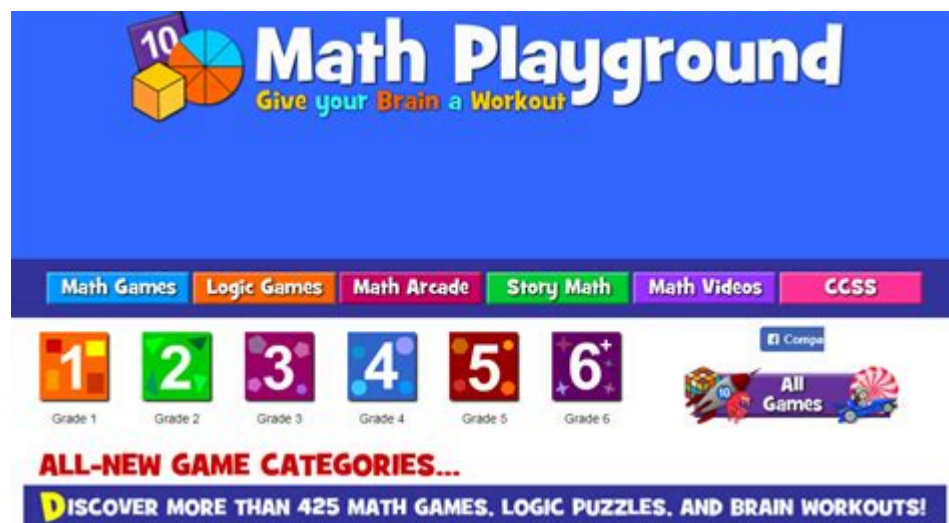 10
Math Playground
Give your Brain a Workout
Math Games Logic Games Math Arcade Story Math Math Videos CCSS
1 2 3 4 5 6
Grade 1 Grade 2 Grade 3 Grade 4 Grade 5 Grade 6
Compa
10
All
Games
ALL-NEW GAME CATEGORIES...
DISCOVER MORE THAN 425 MATH GAMES, LOGIC PUZZLES, AND BRAIN WORKOUTS!